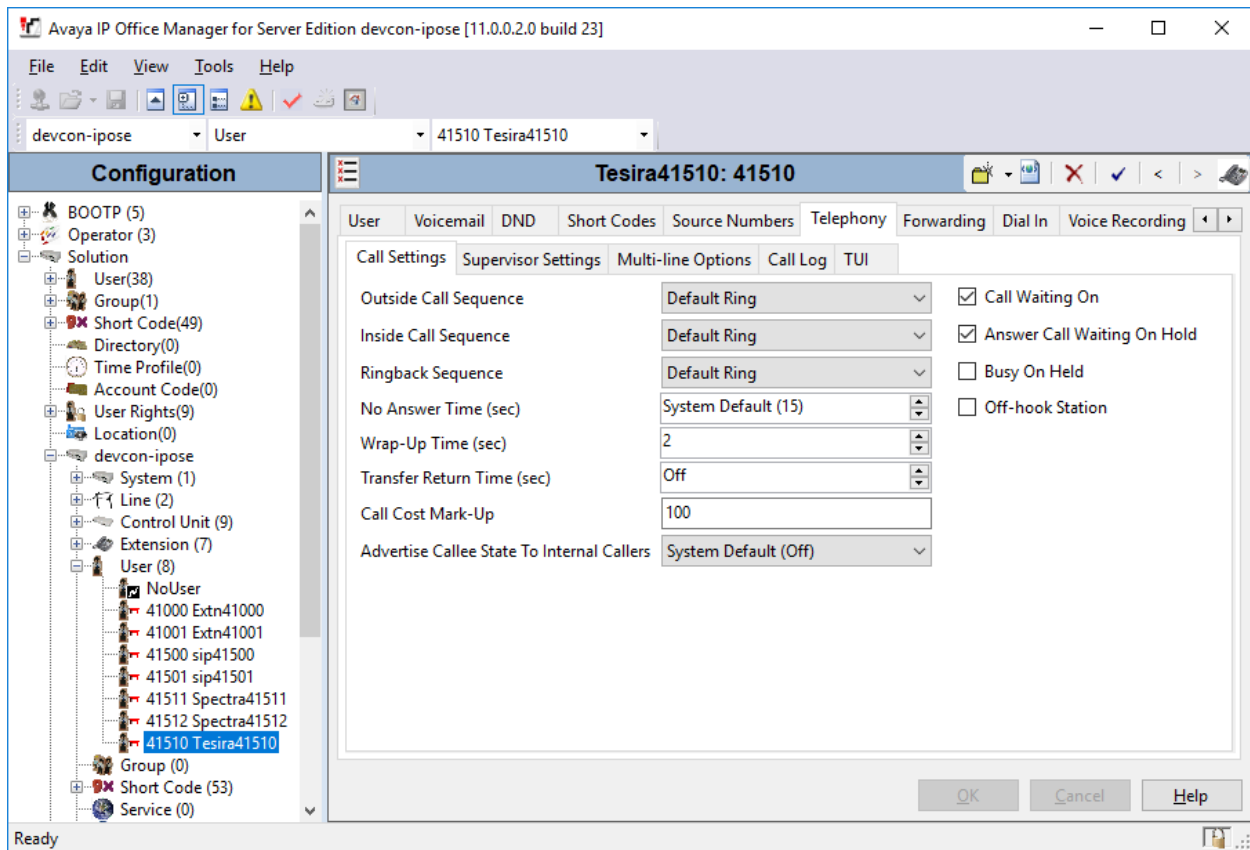 Avaya IP Office Manager for Server Edition devcon-ipose [11.0.0.2.0 build 23]
File Edit View Tools Help
devcon-ipose User 41510 Tesira41510
Configuration
BOOTP (5)
Operator (3)
Solution
User(38)
Group(1)
Short Code(49)
Directory(0)
Time Profile(0)
Account Code(0)
User Rights(9)
Location(0)
devcon-ipose
System (1)
Line (2)
Control Unit (9)
Extension (7)
User (8)
NoUser
41000 Extn41000
41001 Extn41001
41500 sip41500
41501 sip41501
41511 Spectra41511
41512 Spectra41512
41510 Tesira41510
Group (0)
Short Code (53)
Service (0)
Tesira41510: 41510
User Voicemail DND Short Codes Source Numbers Telephony Forwarding Dial In Voice Recording
Call Settings Supervisor Settings Multi-line Options Call Log TUI
Outside Call Sequence Default Ring Call Waiting On
Inside Call Sequence Default Ring Answer Call Waiting On Hold
Ringback Sequence Default Ring Busy On Held
No Answer Time (sec) System Default (15) Off-hook Station
Wrap-Up Time (sec) 2
Transfer Return Time (sec) Off
Call Cost Mark-Up 100
Advertise Callee State To Internal Callers System Default (Off)
OK Cancel Help
Ready